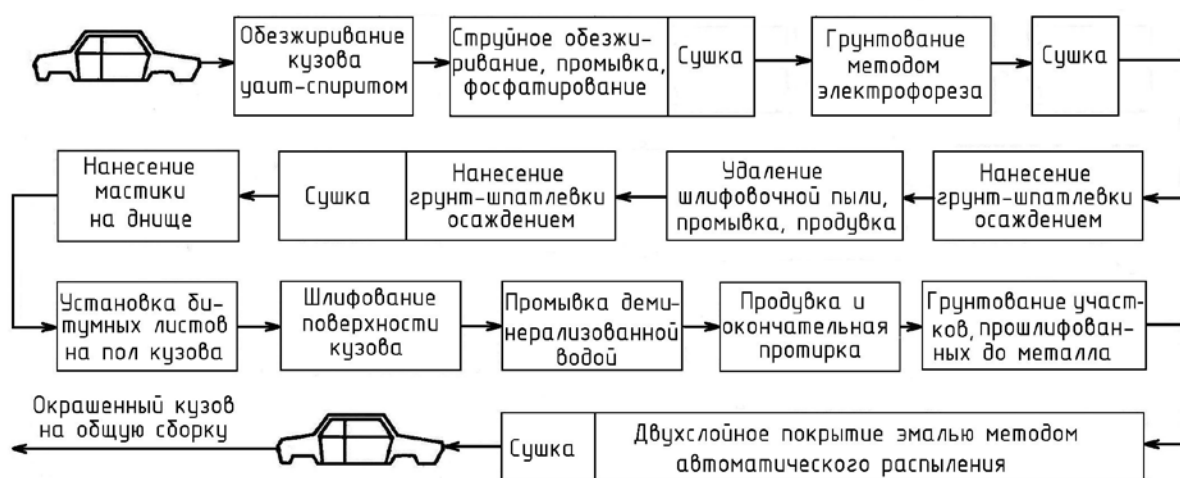 Обезжиривание
кузова
уаит-спиритом
Струйное обезжи-
ривание, промывка,
фосфатирование
Сушка
Грунтование
методом
электрофореза
Сушка
Нанесение
мастики
на днище
Сушка
Нанесение
грунт-шпатлевки
осаждением
Удаление
шлифовочной пыли,
промывка, продувка
Нанесение
грунт-шпатлевки
осаждением
Установка би-
тумных листов
на пол кузова
Шлифование
поверхности
кузова
Промывка деми-
нерализованной
водой
Продувка и
окончательная
протирка
Грунтование участ-
ков, прошлифован-
ных до металла
Окрашенный кузов
на общую сборку
Сушка
Двухслойное покрытие эмалью методом
автоматического распыления